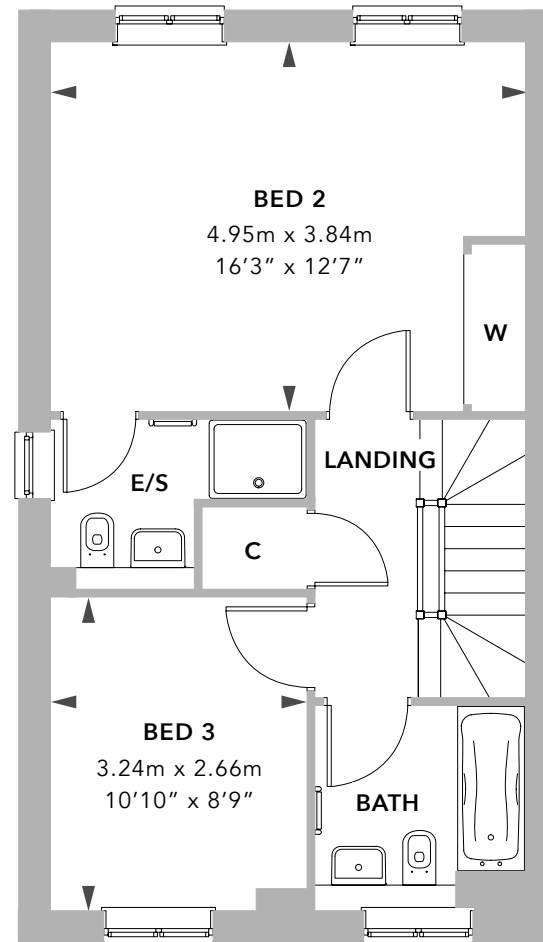 BED 2
4.95m x 3.84m
16’3” x 12’7”
W
LANDING
E/S
C
BED 3
3.24m x 2.66m
10’10” x 8’9”
BATH